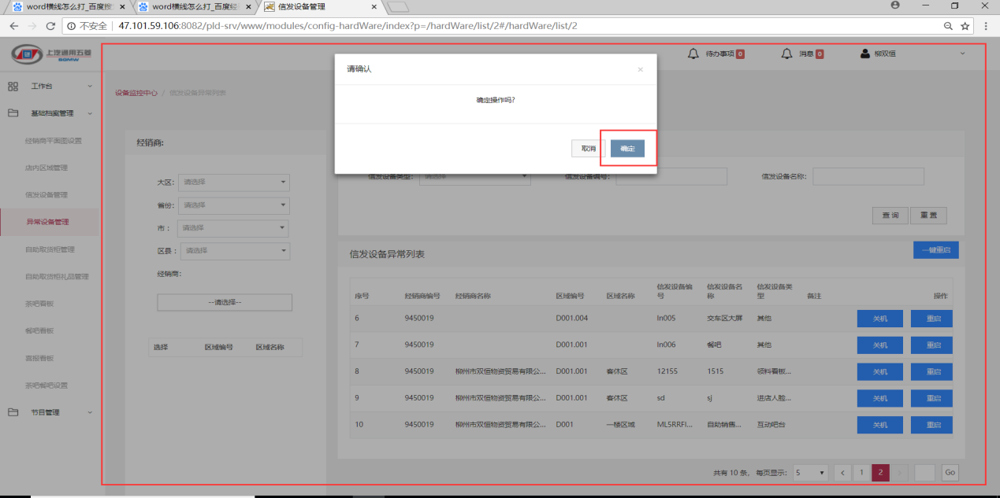 word横线怎么打_百度搜
word横线怎么打_百度经
信发设备管理
不安全
47.101.59.106:8082/pld-srv/www/modules/config-hardWare/index?p=/hardWare/list/2#/hardWare/list/2
上汽通用五菱
SGMW
待办事项 0
消息 0
柳双恒
工作台
基础档案管理
经销商平面图设置
店内区域管理
信发设备管理
异常设备管理
自助取货柜管理
自助取货柜礼品管理
茶吧看板
餐吧看板
喜报看板
茶吧餐吧设置
节目管理
设备监控中心 / 信发设备异常列表
请确认
×
确定操作吗?
取消
确定
经销商:
大区: 请选择
省份: 请选择
市 : 请选择
区县 : 请选择
经销商:
--请选择--
选择 区域编号 区域名称
信发设备类型: 请选择
信发设备编号:
信发设备名称:
查 询
重 置
信发设备异常列表
一键重启
序号 经销商编号 经销商名称 区域编号 区域名称 信发设备编号 信发设备名称 信发设备类型 备注 操作
6 9450019 D001.004 ln005 交车区大屏 其他 关机 重启
7 9450019 D001.001 ln006 餐吧 其他 关机 重启
8 9450019 柳州市双恒物资贸易有限公... D001.001 客休区 12155 1515 领料看板... 关机 重启
9 9450019 柳州市双恒物资贸易有限公... D001.001 客休区 sd sj 进店人脸... 关机 重启
10 9450019 柳州市双恒物资贸易有限公... D001 一楼区域 ML5RRFl... 自助销售... 互动吧台 关机 重启
共有 10 条, 每页显示: 5 1 2 Go